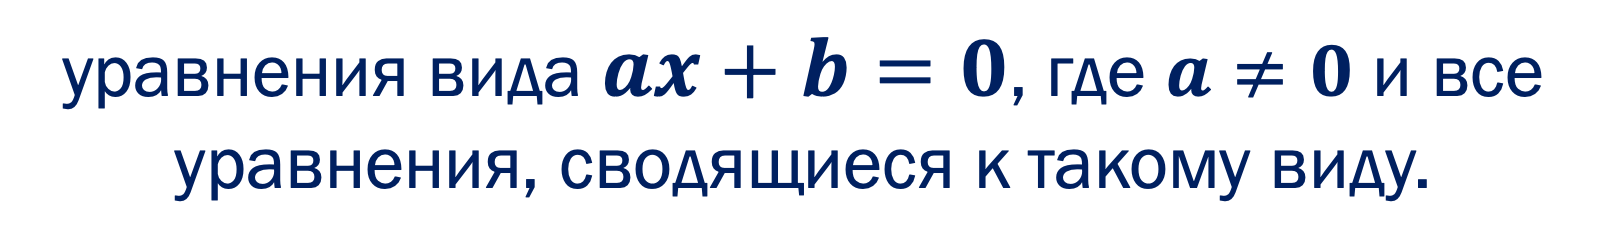 уравнения вида ax + b = 0, где a ≠ 0 и все
уравнения, сводящиеся к такому виду.